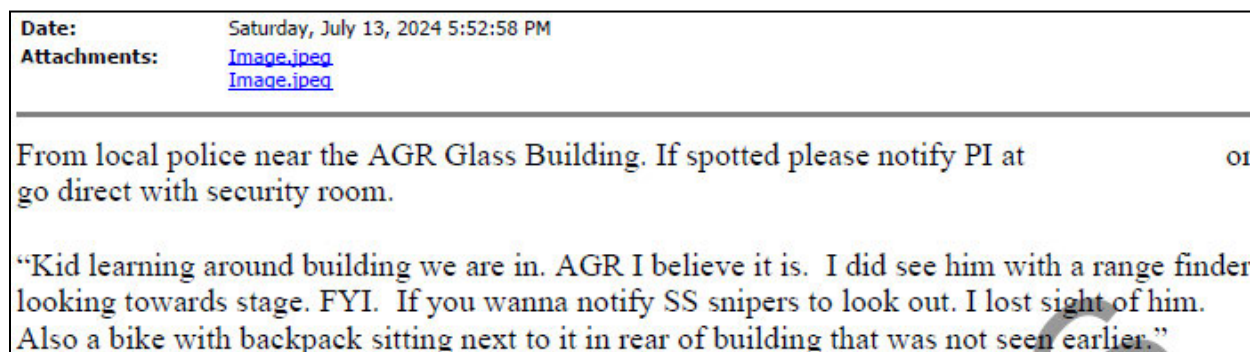 Date: Saturday, July 13, 2024 5:52:58 PM
Attachments: Image.jpeg
Image.jpeg
From local police near the AGR Glass Building. If spotted please notify PI at or
go direct with security room.
“Kid learning around building we are in. AGR I believe it is. I did see him with a range finder
looking towards stage. FYI. If you wanna notify SS snipers to look out. I lost sight of him.
Also a bike with backpack sitting next to it in rear of building that was not seen earlier.”